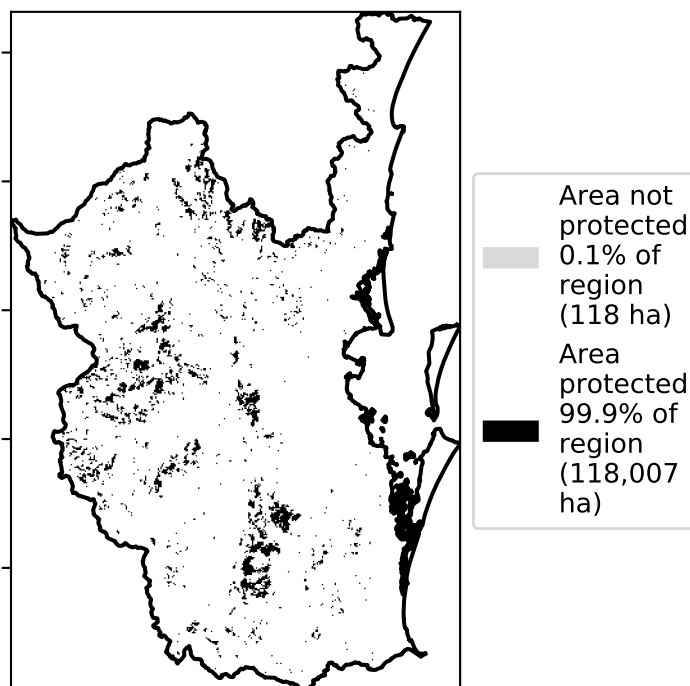 Area not
protected
0.1% of
region
(118 ha)
Area
protected
99.9% of
region
(118,007
ha)